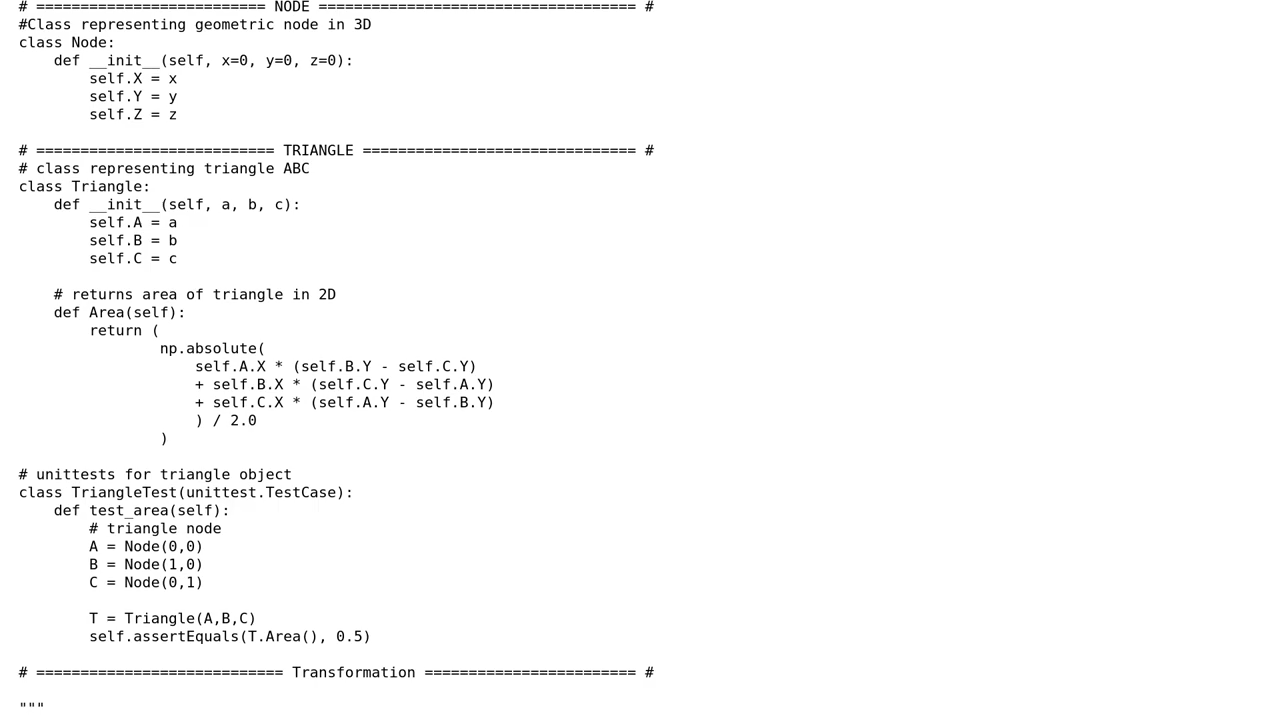 # ========================== NODE ==================================== #
#Class representing geometric node in 3D
class Node:
    def __init__(self, x=0, y=0, z=0):
        self.X = x
        self.Y = y
        self.Z = z

# =========================== TRIANGLE =============================== #
# class representing triangle ABC
class Triangle:
    def __init__(self, a, b, c):
        self.A = a
        self.B = b
        self.C = c

    # returns area of triangle in 2D
    def Area(self):
        return (
                np.absolute(
                    self.A.X * (self.B.Y - self.C.Y)
                    + self.B.X * (self.C.Y - self.A.Y)
                    + self.C.X * (self.A.Y - self.B.Y)
                    ) / 2.0
                )

# unittests for triangle object
class TriangleTest(unittest.TestCase):
    def test_area(self):
        # triangle node
        A = Node(0,0)
        B = Node(1,0)
        C = Node(0,1)

        T = Triangle(A,B,C)
        self.assertEquals(T.Area(), 0.5)

# ============================ Transformation ======================== #

"""